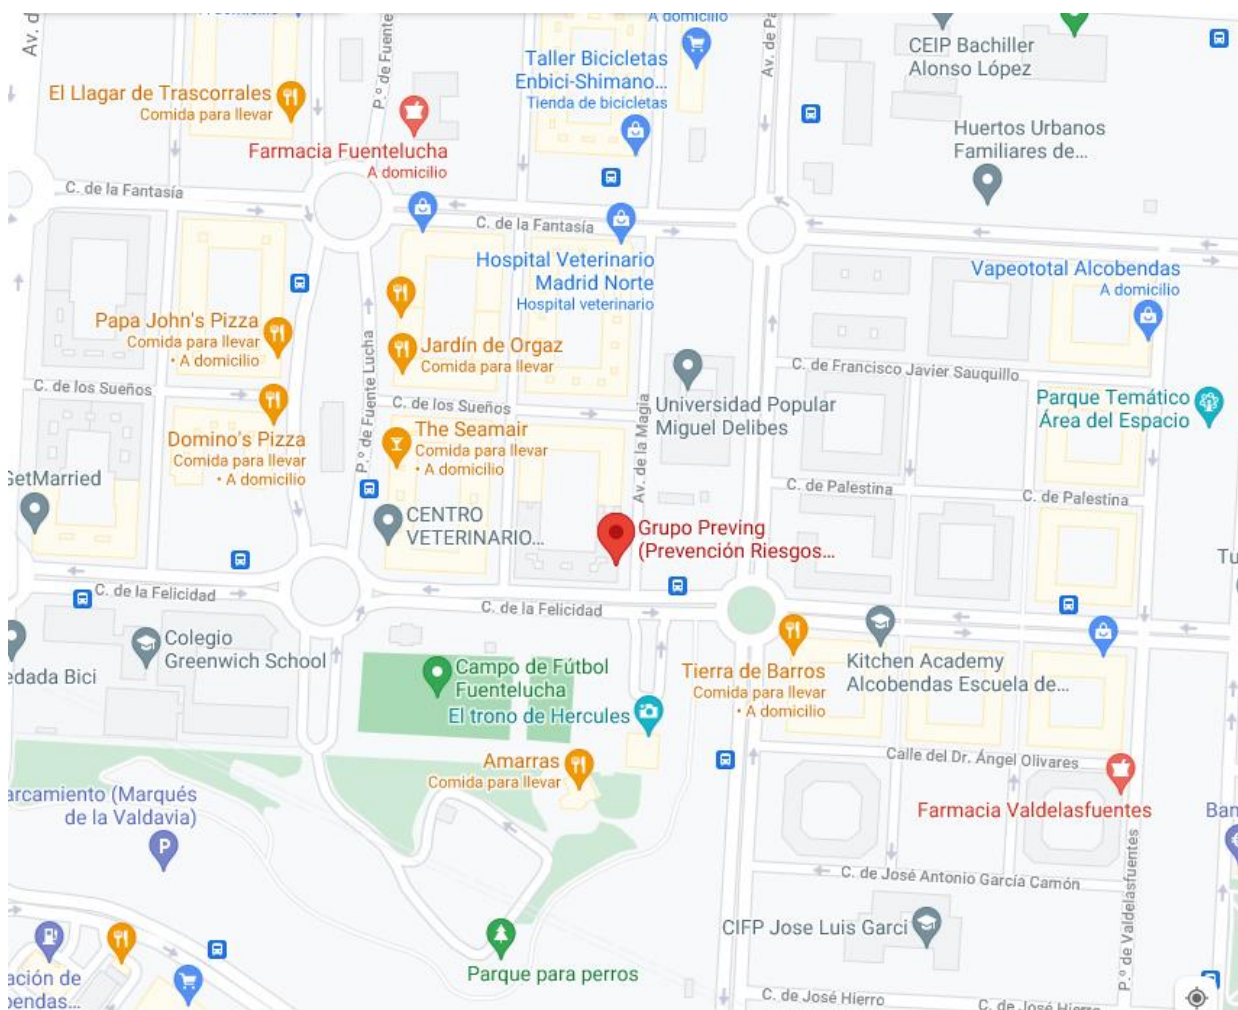 Av. d
P.º de Fuente
A domicilio
Av. de Pa
Taller Bicicletas
Enbici-Shimano...
Tienda de bicicletas
CEIP Bachiller
Alonso López
El Llagar de Trascorrales
Comida para llevar
Farmacia Fuentelucha
A domicilio
Huertos Urbanos
Familiares de...
C. de la Fantasía
C. de la Fantasía
Hospital Veterinario
Madrid Norte
Hospital veterinario
Vapeototal Alcobendas
A domicilio
Papa John's Pizza
Comida para llevar
• A domicilio
Jardín de Orgaz
Comida para llevar
P.º de Fuente Lucha
C. de Francisco Javier Sauquillo
C. de los Sueños
C. de los Sueños
Universidad Popular
Miguel Delibes
Parque Temático
Área del Espacio
Domino's Pizza
Comida para llevar
• A domicilio
The Seamair
Comida para llevar
• A domicilio
Av. de la Magia
GetMarried
C. de Palestina
C. de Palestina
CENTRO
VETERINARIO...
Grupo Preving
(Prevención Riesgos...
Tu
C. de la Felicidad
C. de la Felicidad
Colegio
Greenwich School
edada Bici
Campo de Fútbol
Fuentelucha
El trono de Hercules
Tierra de Barros
Comida para llevar
• A domicilio
Kitchen Academy
Alcobendas Escuela de...
Amarras
Comida para llevar
Calle del Dr. Ángel Olivares
arcamiento (Marqués
de la Valdavia)
P
Farmacia Valdelasfuentes
Ban
C. de José Antonio García Camón
P.º de Valdelasfuentes
CIFP Jose Luis Garci
Parque para perros
ación de
bendas...
C. de José Hierro
C. de José Hierro